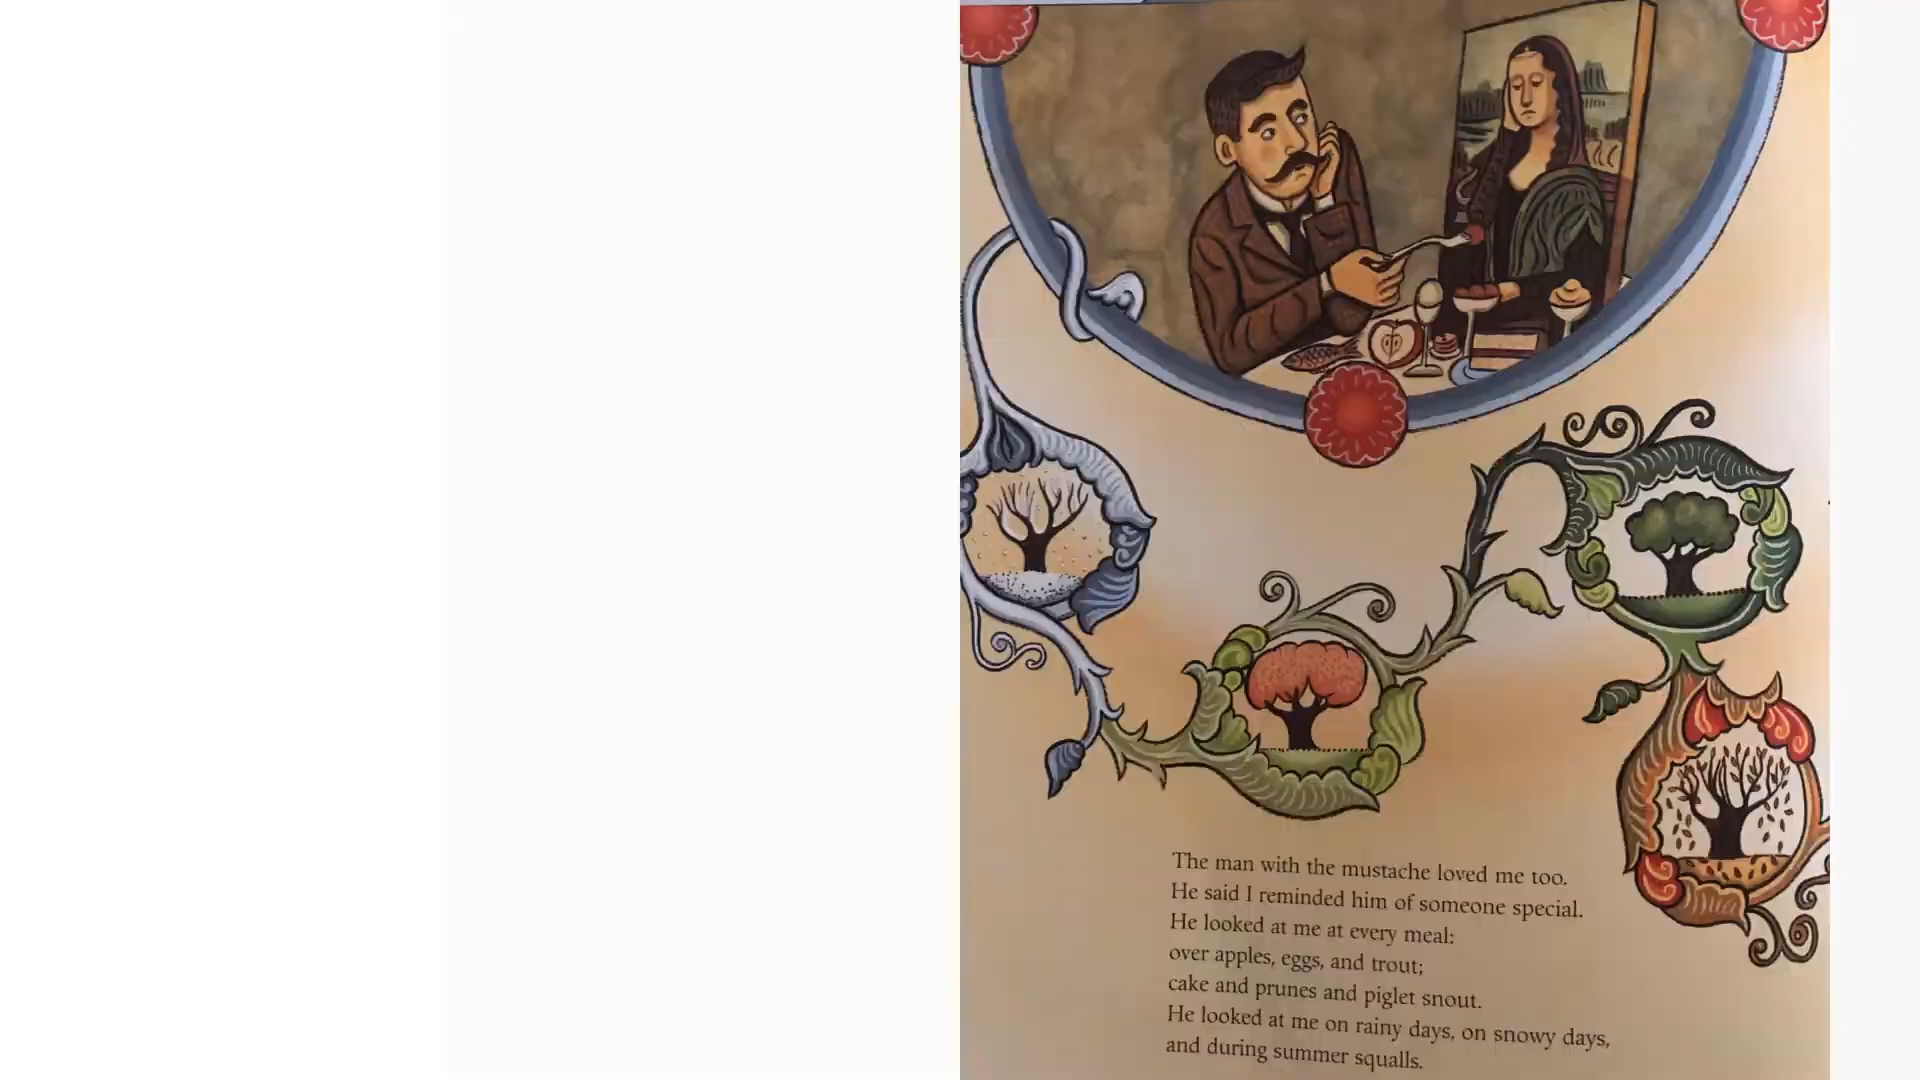 The man with the mustache loved me too.
He said I reminded him of someone special.
He looked at me at every meal:
over apples, eggs, and trout;
cake and prunes and piglet snout.
He looked at me on rainy days, on snowy days,
and during summer squalls.